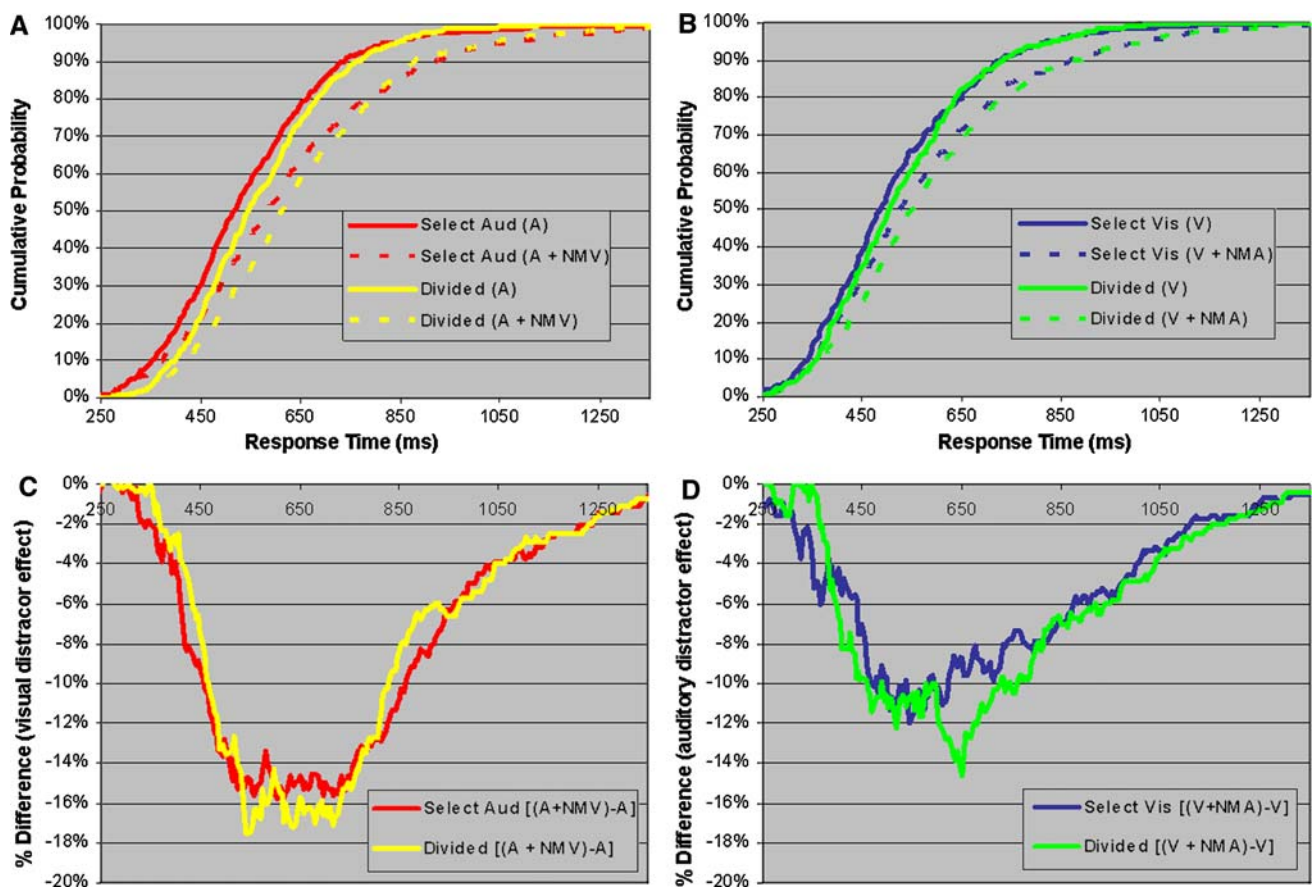 A
Cumulative Probability
100%
90%
80%
70%
60%
50%
40%
30%
20%
10%
0%
250 450 650 850 1050 1250
Response Time (ms)
Select Aud (A)
Select Aud (A + NMV)
Divided (A)
Divided (A + NMV)
B
Cumulative Probability
100%
90%
80%
70%
60%
50%
40%
30%
20%
10%
0%
250 450 650 850 1050 1250
Response Time (ms)
Select Vis (V)
Select Vis (V + NMA)
Divided (V)
Divided (V + NMA)
C
% Difference (visual distracor effect)
0%
-2%
-4%
-6%
-8%
-10%
-12%
-14%
-16%
-18%
-20%
250 450 650 850 1050 1250
Select Aud [(A+NMV)-A]
Divided [(A + NMV)-A]
D
% Difference (auditory distractor effect)
0%
-2%
-4%
-6%
-8%
-10%
-12%
-14%
-16%
-18%
-20%
250 450 650 850 1050 1250
Select Vis [(V+NMA)-V]
Divided [(V + NMA)-V]